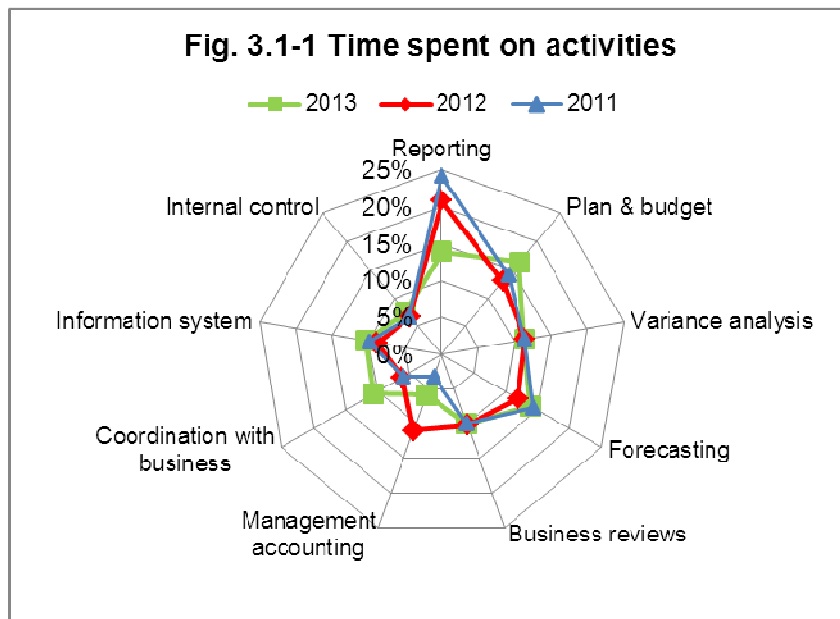 Fig. 3.1-1 Time spent on activities
2013 2012 2011
Reporting
25%
20%
15%
10%
5%
0%
Plan & budget
Variance analysis
Forecasting
Business reviews
Management
accounting
Coordination with
business
Information system
Internal control